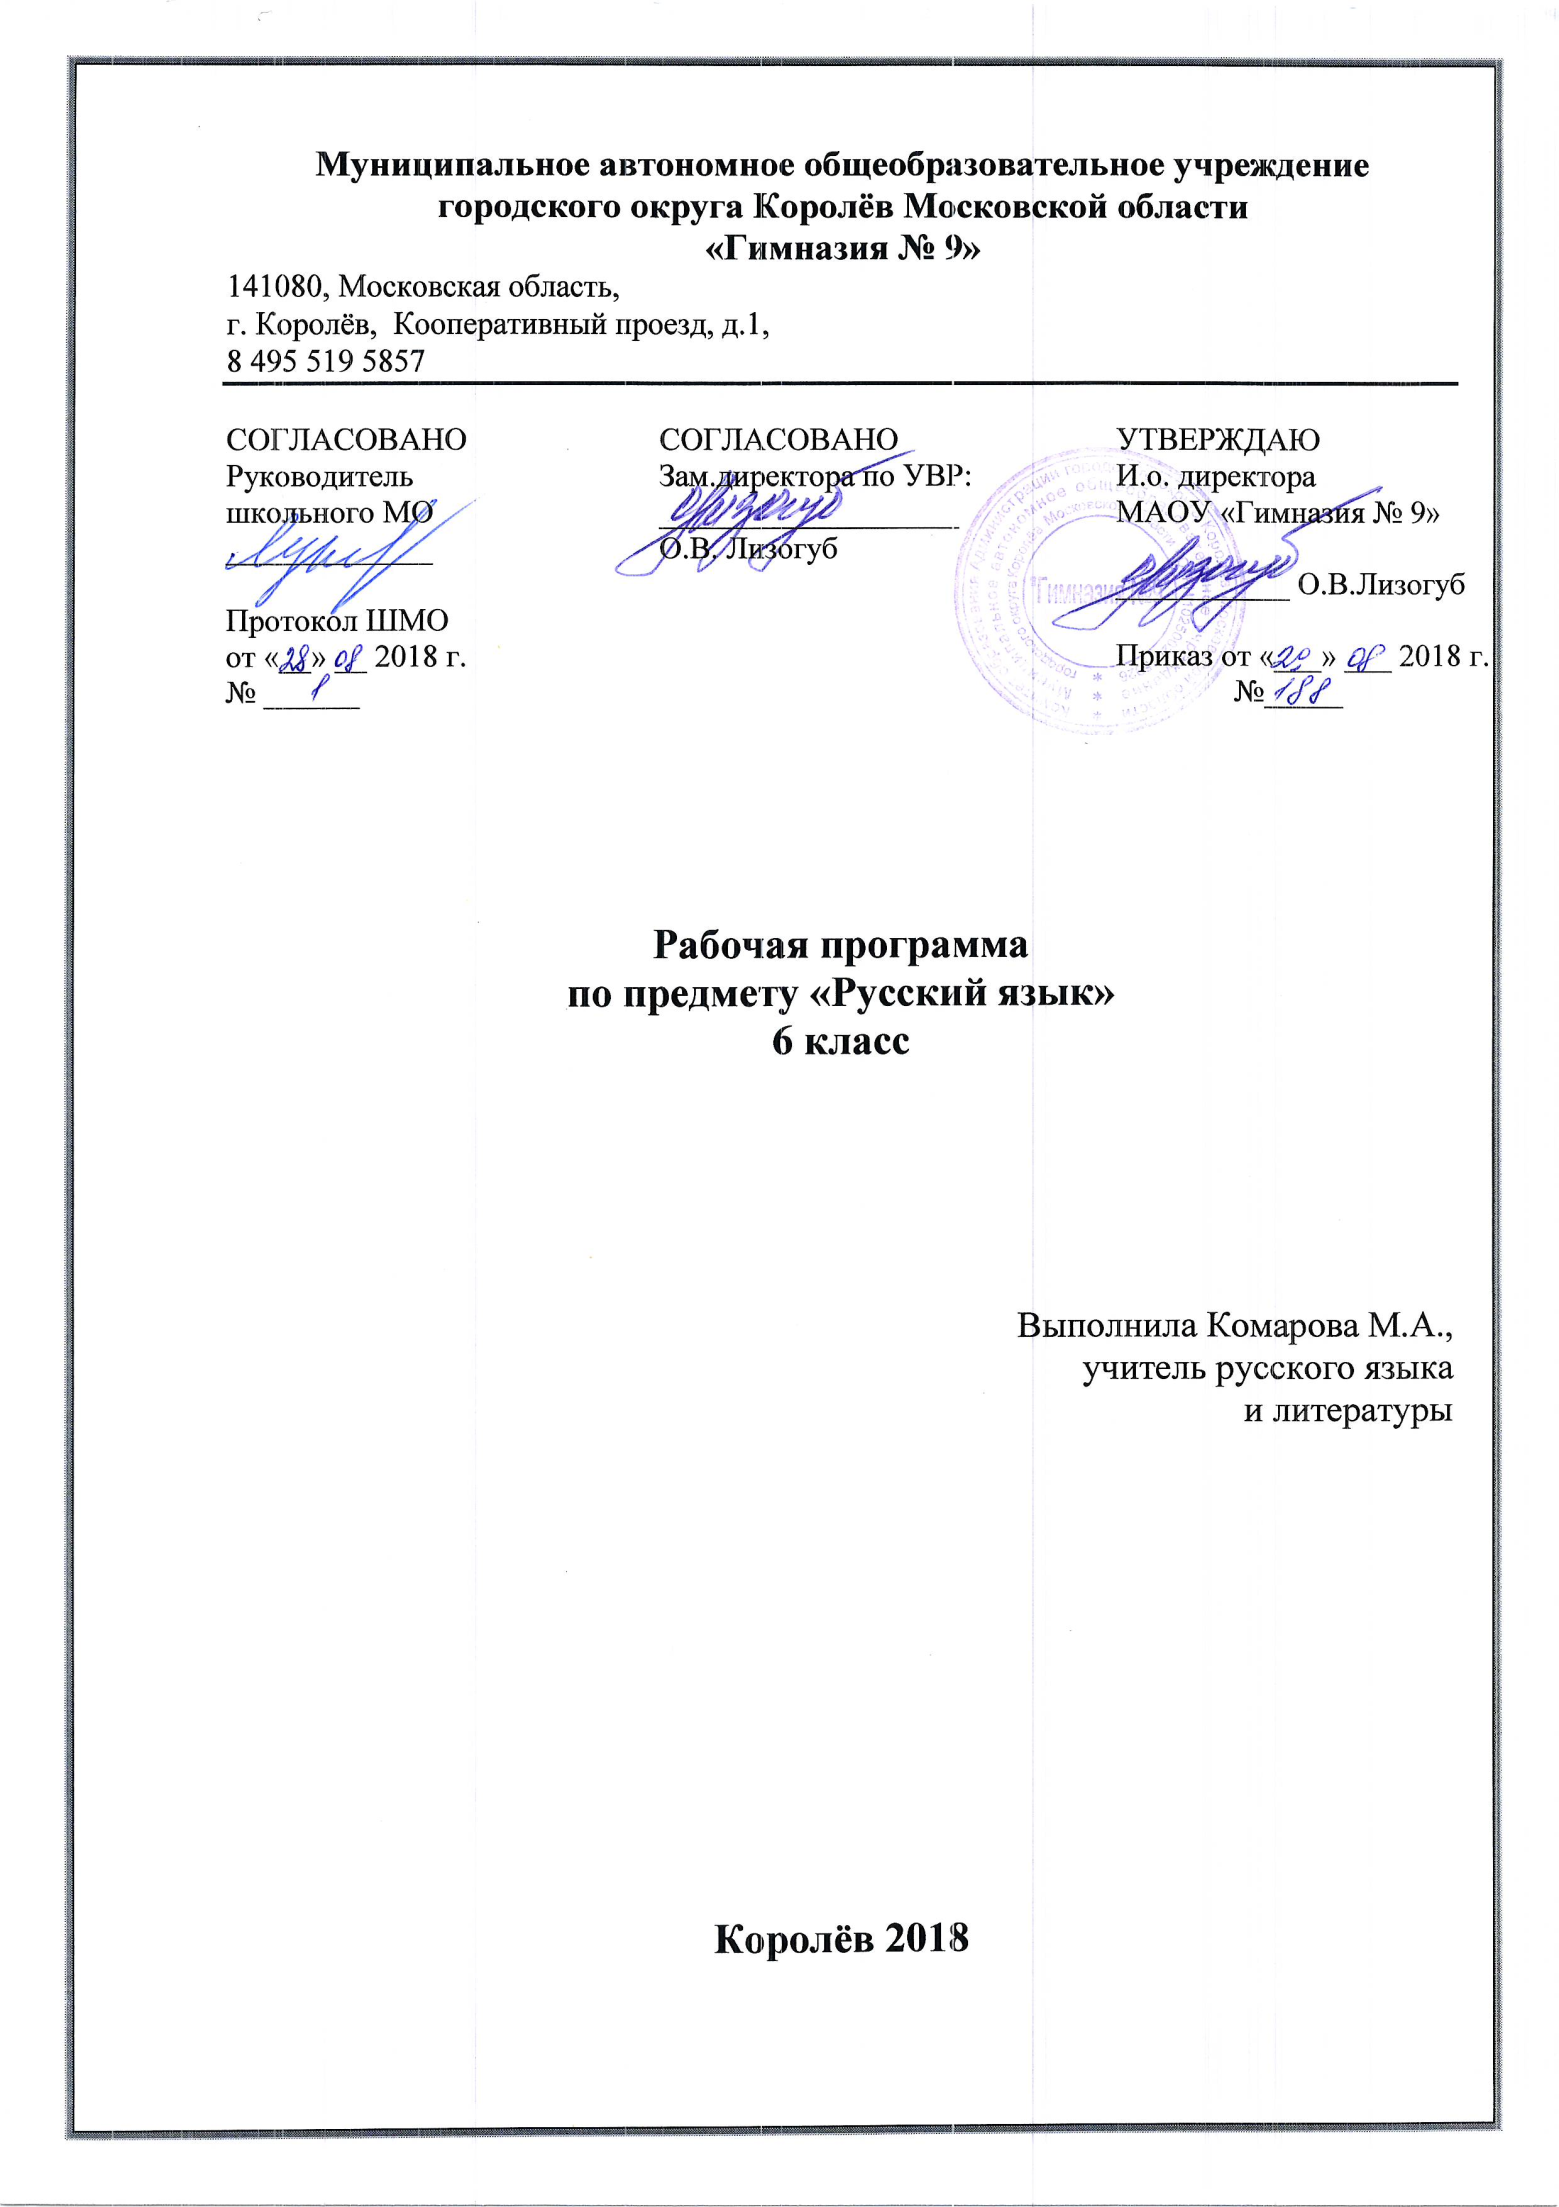 Муниципальное автономное общеобразовательное учреждение
городского округа Королёв Московской области
«Гимназия № 9»
141080, Московская область,
г. Королёв, Кооперативный проезд, д.1,
8 495 519 5857
СОГЛАСОВАНО
Руководитель
школьного МО
Протокол ШМО
от «28» 08 2018 г.
№ 1
СОГЛАСОВАНО
Зам.директора по УВР:
О.В. Лизогуб
УТВЕРЖДАЮ
И.о. директора
МАОУ «Гимназия № 9»
О.В.Лизогуб
Приказ от « » 08 2018 г.
№ 188
"Гимназия
Рабочая программа
по предмету «Русский язык»
6 класс
Выполнила Комарова М.А.,
учитель русского языка
и литературы
Королёв 2018